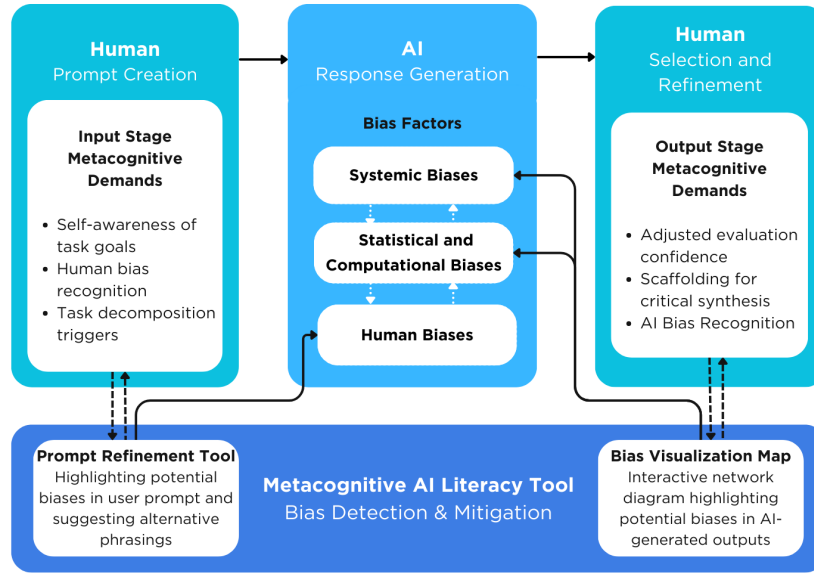 Human
Prompt Creation
Input Stage
Metacognitive
Demands
• Self-awareness of
task goals
• Human bias
recognition
• Task decomposition
triggers
AI
Response Generation
Bias Factors
Systemic Biases
Statistical and
Computational Biases
Human Biases
Human
Selection and
Refinement
Output Stage
Metacognitive
Demands
• Adjusted evaluation
confidence
• Scaffolding for
critical synthesis
• AI Bias Recognition
Prompt Refinement Tool
Highlighting potential
biases in user prompt and
suggesting alternative
phrasings
Metacognitive AI Literacy Tool
Bias Detection & Mitigation
Bias Visualization Map
Interactive network
diagram highlighting
potential biases in AI-
generated outputs